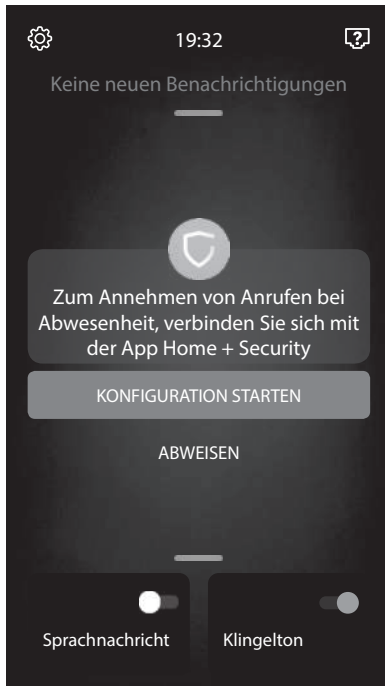 19:32
Keine neuen Benachrichtigungen
Zum Annehmen von Anrufen bei
Abwesenheit, verbinden Sie sich mit
der App Home + Security
KONFIGURATION STARTEN
ABWEISEN
Sprachnachricht
Klingelton